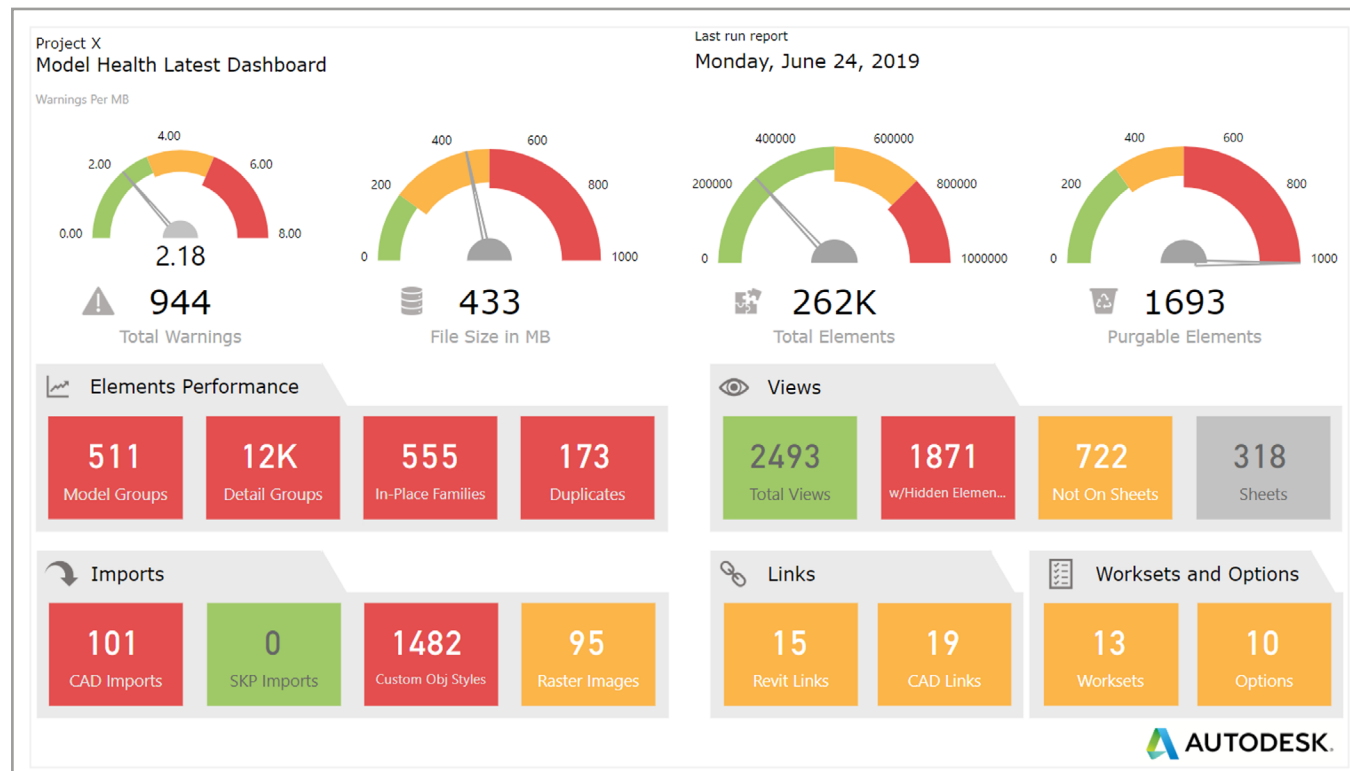 Project X
Model Health Latest Dashboard
Last run report
Monday, June 24, 2019
Warnings Per MB
0.00
2.00
4.00
6.00
8.00
2.18
944
Total Warnings
0
200
400
600
800
1000
433
File Size in MB
0
200000
400000
600000
800000
1000000
262K
Total Elements
0
200
400
600
800
1000
1693
Purgable Elements
Elements Performance
511
Model Groups
12K
Detail Groups
555
In-Place Families
173
Duplicates
Views
2493
Total Views
1871
w/Hidden Elemen...
722
Not On Sheets
318
Sheets
Imports
101
CAD Imports
0
SKP Imports
1482
Custom Obj Styles
95
Raster Images
Links
15
Revit Links
19
CAD Links
Worksets and Options
13
Worksets
10
Options
AUTODESK.